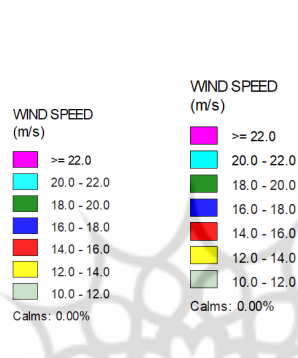 WIND SPEED
(m/s)
>= 22.0
20.0 - 22.0
18.0 - 20.0
16.0 - 18.0
14.0 - 16.0
12.0 - 14.0
10.0 - 12.0
Calms: 0.00%
WIND SPEED
(m/s)
>= 22.0
20.0 - 22.0
18.0 - 20.0
16.0 - 18.0
14.0 - 16.0
12.0 - 14.0
10.0 - 12.0
Calms: 0.00%